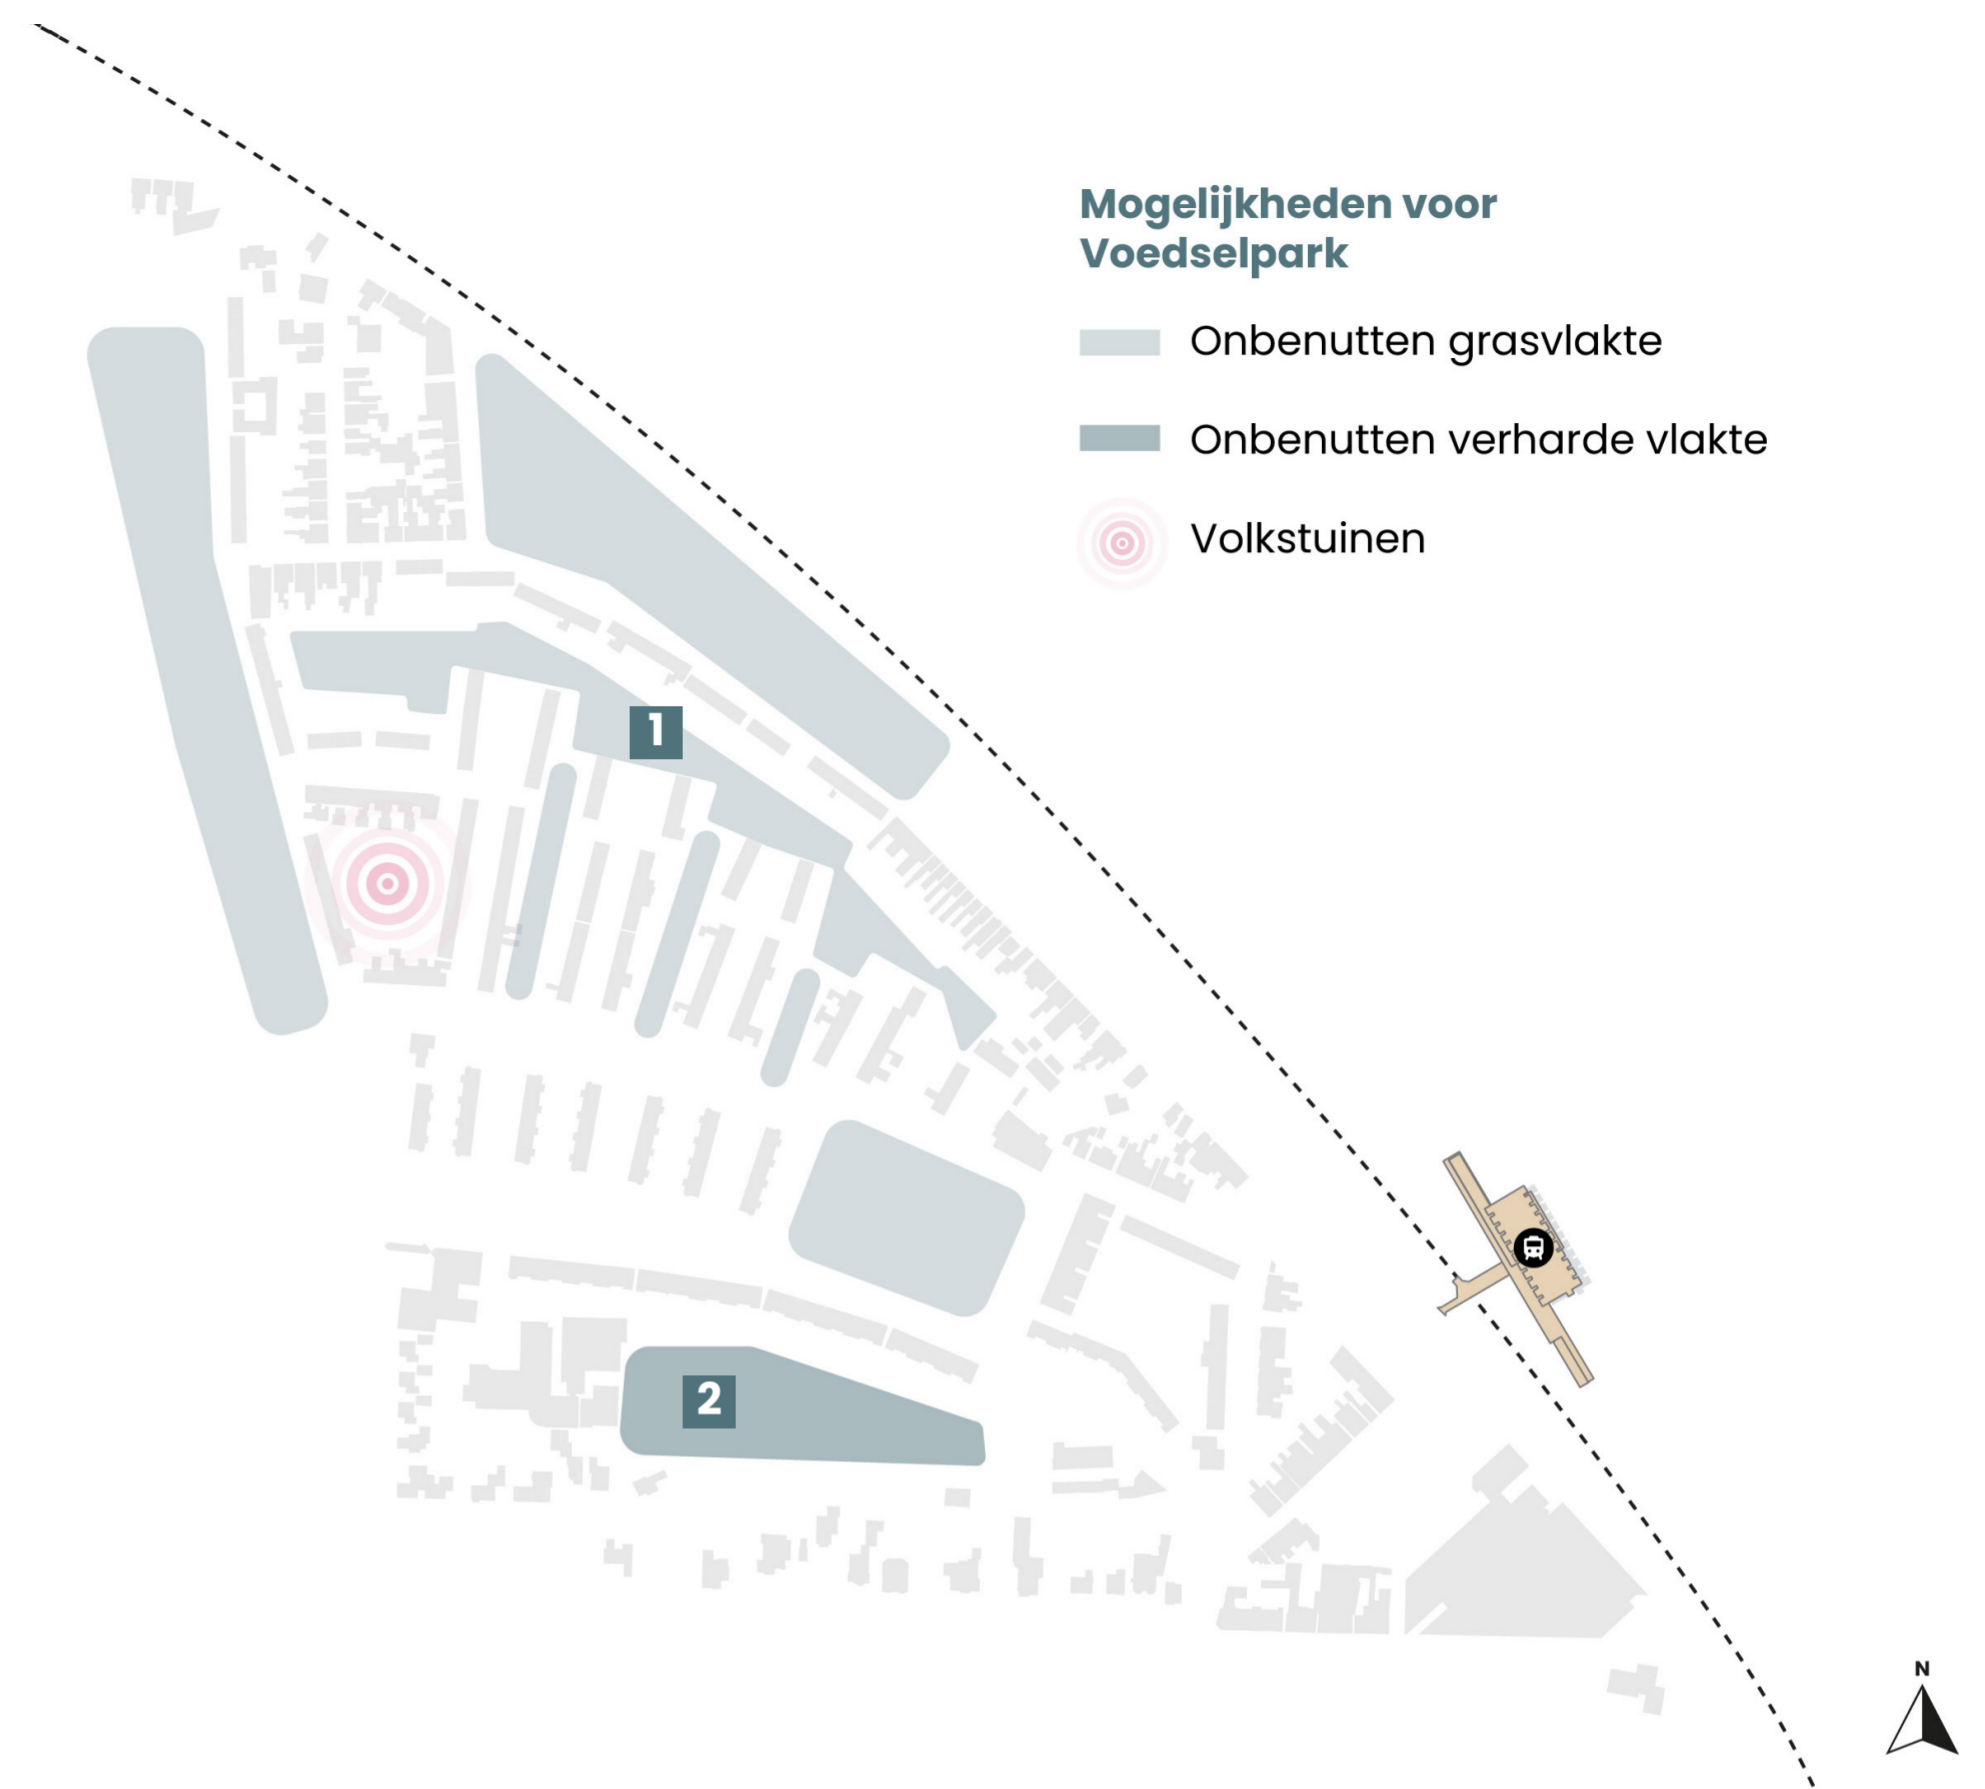 Mogelijkheden voor
Voedselpark
Onbenutten grasvlakte
Onbenutten verharde vlakte
Volkstuinen
1
2
N